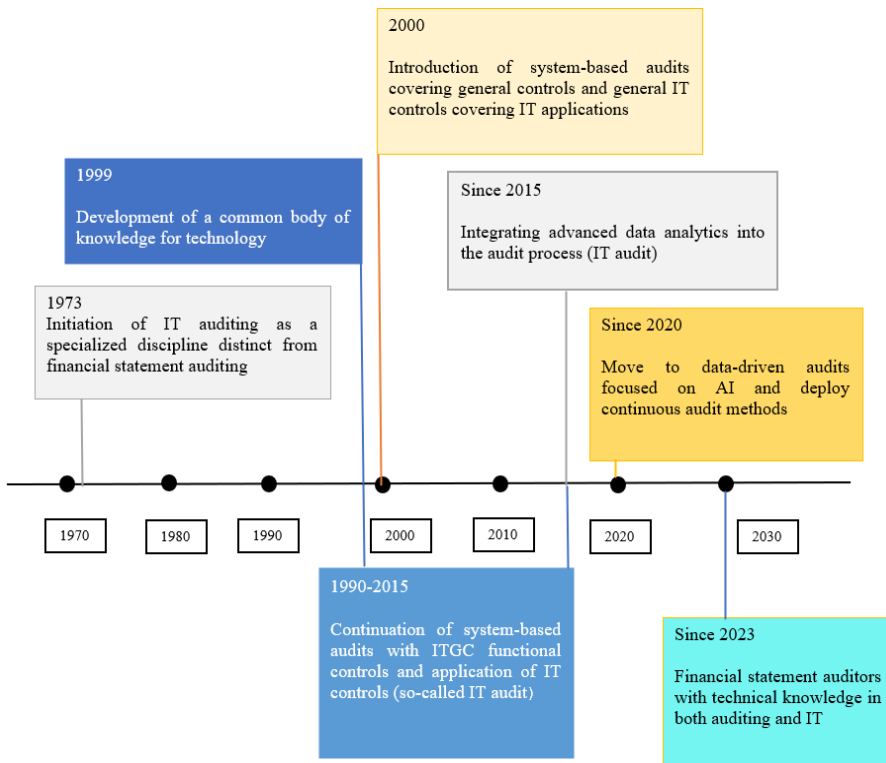 2000
Introduction of system-based audits
covering general controls and general IT
controls covering IT applications
1999
Development of a common body of
knowledge for technology
Since 2015
Integrating advanced data analytics into
the audit process (IT audit)
1973
Initiation of IT auditing as a
specialized discipline distinct from
financial statement auditing
Since 2020
Move to data-driven audits
focused on AI and deploy
continuous audit methods
1970
1980
1990
2000
2010
2020
2030
1990-2015
Continuation of system-based
audits with ITGC functional
controls and application of IT
controls (so-called IT audit)
Since 2023
Financial statement auditors
with technical knowledge in
both auditing and IT